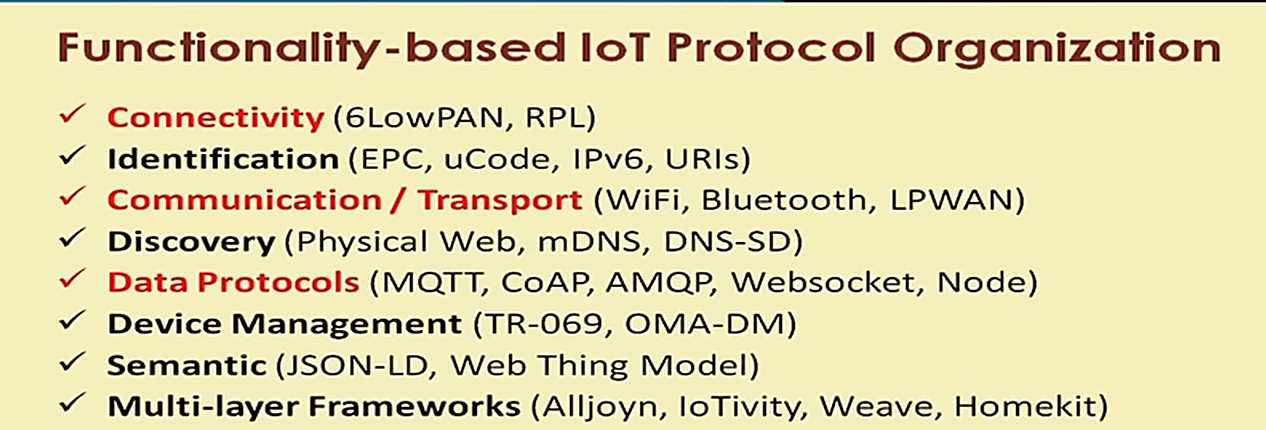 Functionality-based IoT Protocol Organization
✓ Connectivity (6LowPAN, RPL)
✓ Identification (EPC, uCode, IPv6, URIs)
✓ Communication / Transport (WiFi, Bluetooth, LPWAN)
✓ Discovery (Physical Web, mDNS, DNS-SD)
✓ Data Protocols (MQTT, CoAP, AMQP, Websocket, Node)
✓ Device Management (TR-069, OMA-DM)
✓ Semantic (JSON-LD, Web Thing Model)
✓ Multi-layer Frameworks (Alljoyn, IoTivity, Weave, Homekit)